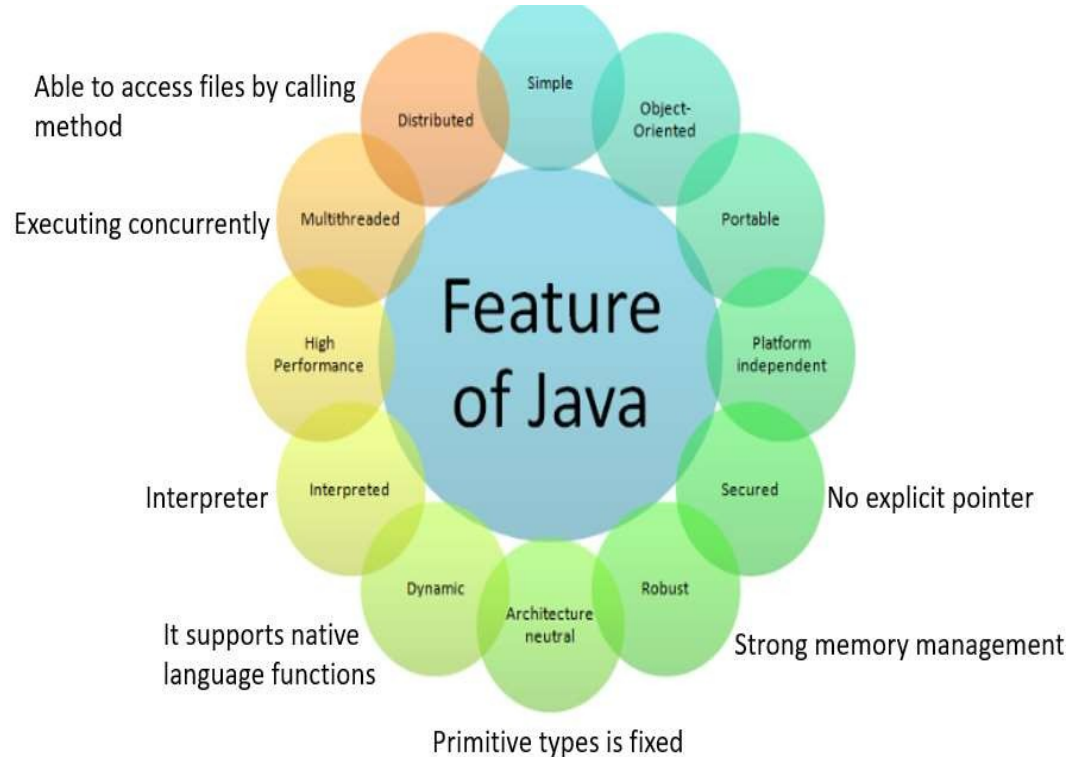 Simple
Object-
Oriented
Portable
Platform
independent
Secured
No explicit pointer
Robust
Strong memory management
Architecture
neutral
Primitive types is fixed
Dynamic
It supports native
language functions
Interpreted
Interpreter
High
Performance
Multithreaded
Executing concurrently
Distributed
Able to access files by calling
method
Feature
of Java